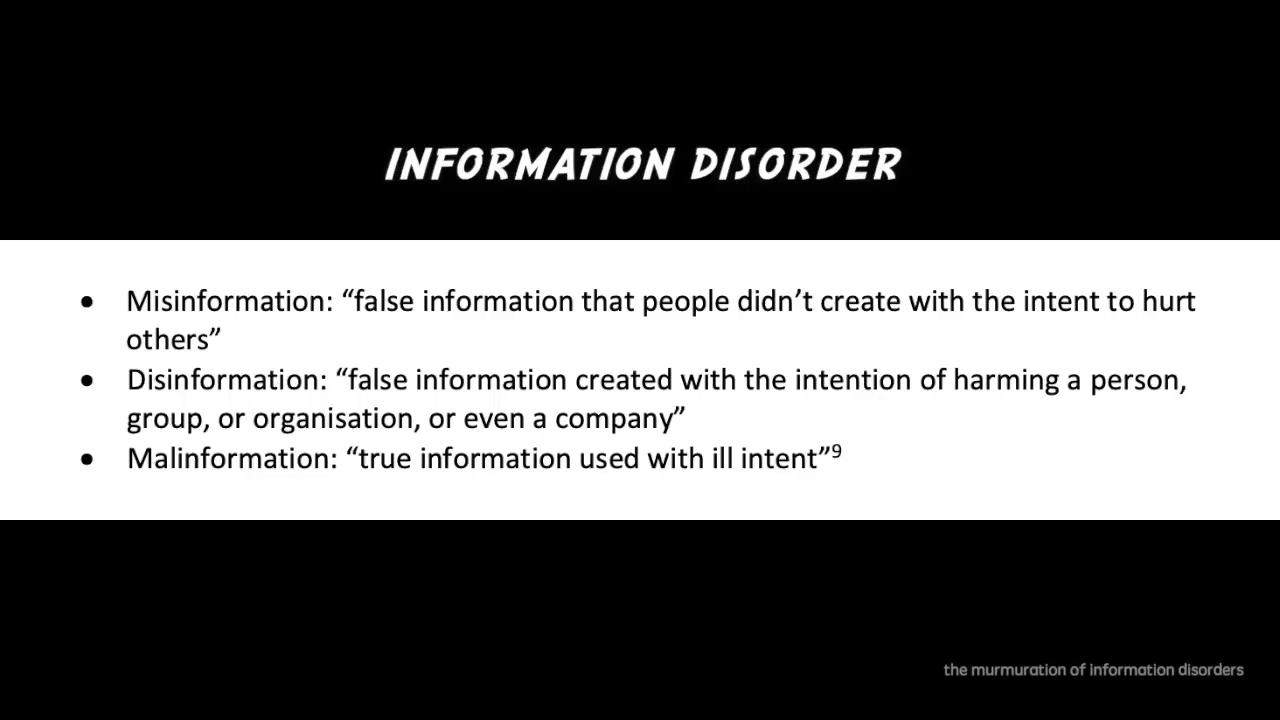 INFORMATION DISORDER
• Misinformation: “false information that people didn’t create with the intent to hurt
others”
• Disinformation: “false information created with the intention of harming a person,
group, or organisation, or even a company”
• Malinformation: “true information used with ill intent”⁹
the murmuration of information disorders